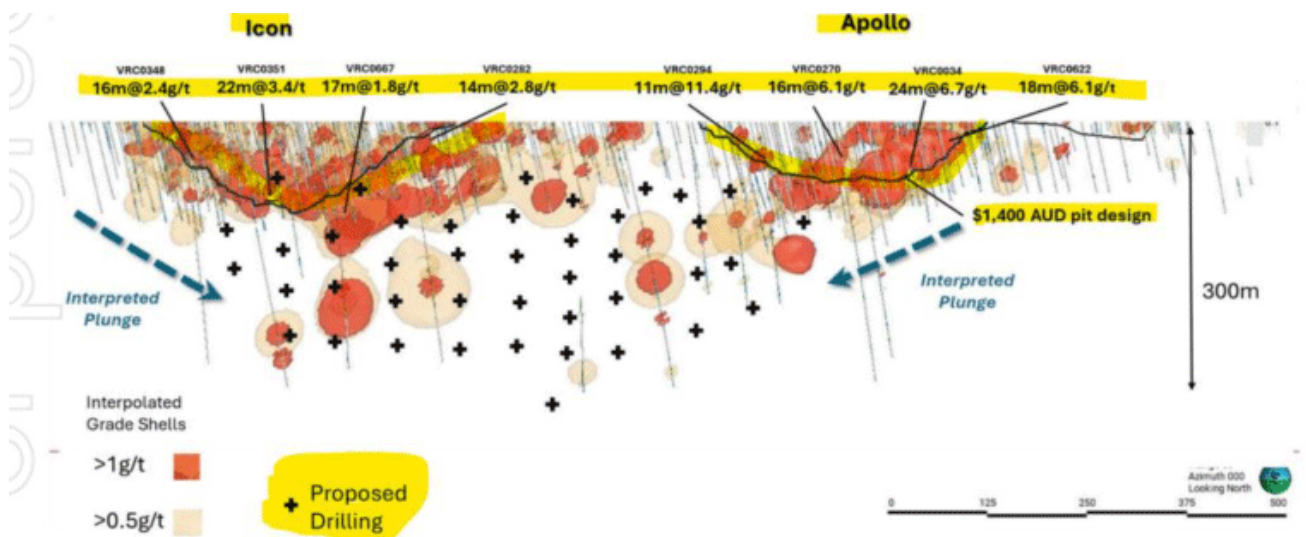 Icon
Apollo
VRC0348
VRC0351
VRC0667
VRC0282
VRC0294
VRC0270
VRC0034
VRC0622
16m@2.4g/t
22m@3.4/t
17m@1.8g/t
14m@2.8g/t
11m@11.4g/t
16m@6.1g/t
24m@6.7g/t
18m@6.1g/t
$1,400 AUD pit design
Interpreted
Plunge
Interpreted
Plunge
300m
Interpolated
Grade Shells
>1g/t
>0.5g/t
Proposed
Drilling
Azimuth 000
Looking North
0 125 250 375 500